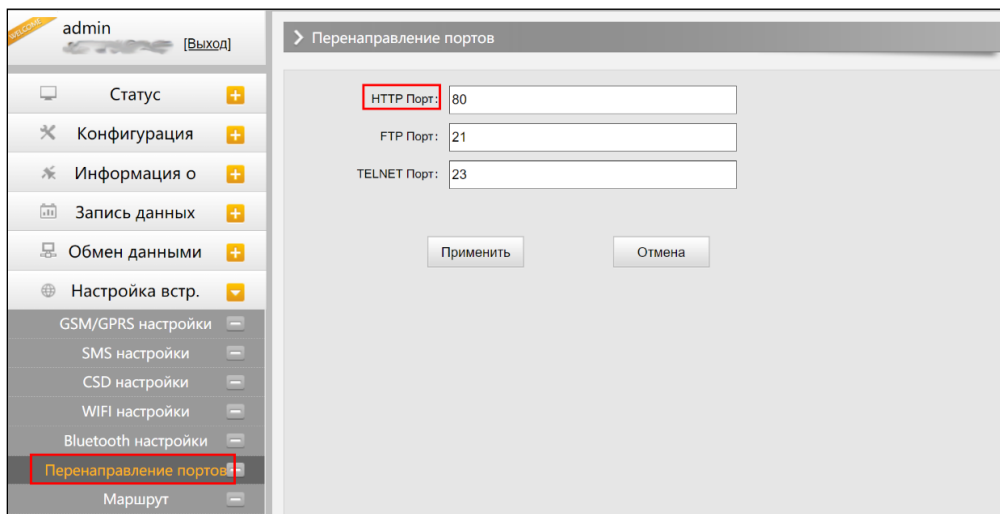 WELCOME
admin
[Выход]
Перенаправление портов
Статус
Конфигурация
Информация о
Запись данных
Обмен данными
Настройка встр.
GSM/GPRS настройки
SMS настройки
CSD настройки
WIFI настройки
Bluetooth настройки
Перенаправление портов
Маршрут
HTTP Порт: 80
FTP Порт: 21
TELNET Порт: 23
Применить Отмена